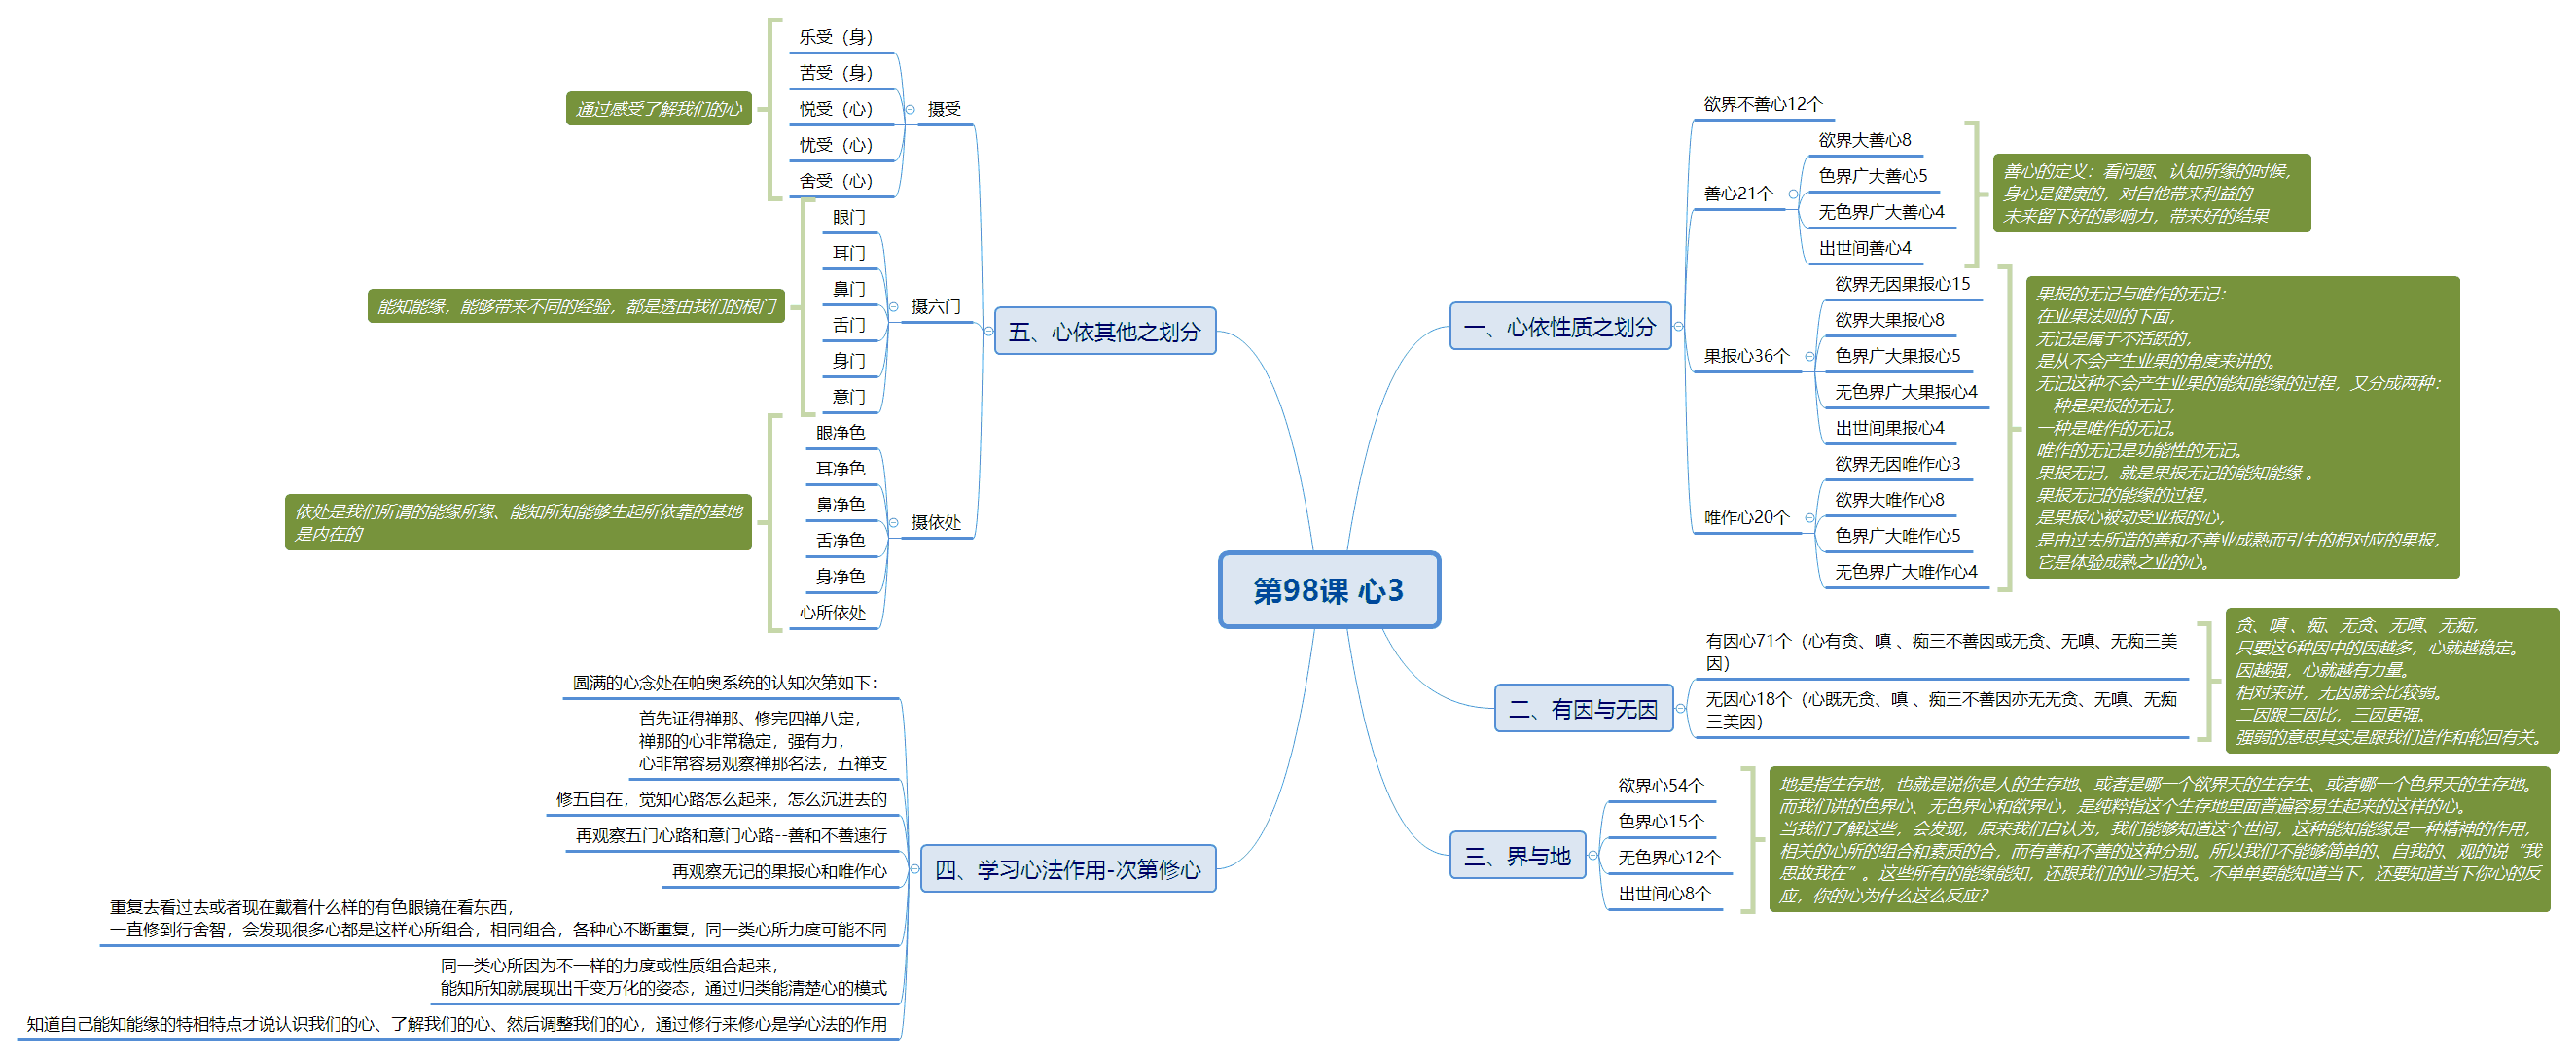 第98课 心3
一、心依性质之划分
欲界不善心12个
善心21个
欲界大善心8
色界广大善心5
无色界广大善心4
出世间善心4
善心的定义：看问题、认知所缘的时候，
身心是健康的，对自他带来利益的
未来留下好的影响力，带来好的结果
果报心36个
欲界无因果报心15
欲界大果报心8
色界广大果报心5
无色界广大果报心4
出世间果报心4
唯作心20个
欲界无因唯作心3
欲界大唯作心8
色界广大唯作心5
无色界广大唯作心4
果报的无记与唯作的无记：
在业果法则的下面，
无记是属于不活跃的，
是从不会产生业果的角度来讲的。
无记这种不会产生业果的能知能缘的过程，又分成两种：
一种是果报的无记，
一种是唯作的无记。
唯作的无记是功能性的无记。
果报无记，就是果报无记的能知能缘 。
果报无记的能缘的过程，
是果报心被动受业报的心，
是由过去所造的善和不善业成熟而引生的相对应的果报，
它是体验成熟之业的心。
二、有因与无因
有因心71个（心有贪、嗔 、痴三不善因或无贪、无嗔、无痴三美
因）
无因心18个（心既无贪、嗔 、痴三不善因亦无无贪、无嗔、无痴
三美因）
贪、嗔 、痴、无贪、无嗔、无痴，
只要这6种因中的因越多，心就越稳定。
因越强，心就越有力量。
相对来讲，无因就会比较弱。
二因跟三因比，三因更强。
强弱的意思其实是跟我们造作和轮回有关。
三、界与地
欲界心54个
色界心15个
无色界心12个
出世间心8个
地是指生存地，也就是说你是人的生存地、或者是哪一个欲界天的生存生、或者哪一个色界天的生存地。
而我们讲的色界心、无色界心和欲界心，是纯粹指这个生存地里面普遍容易生起来的这样的心。
当我们了解这些，会发现，原来我们自认为，我们能够知道这个世间，这种能知能缘是一种精神的作用，
相关的心所的组合和素质的合，而有善和不善的这种分别。所以我们不能够简单的、自我的、观的说“我
思故我在”。这些所有的能缘能知，还跟我们的业习相关。不单单要能知道当下，还要知道当下你心的反
应，你的心为什么这么反应？
四、学习心法作用-次第修心
圆满的心念处在帕奥系统的认知次第如下：
首先证得禅那、修完四禅八定，
禅那的心非常稳定，强有力，
心非常容易观察禅那名法，五禅支
修五自在，觉知心路怎么起来，怎么沉进去的
再观察五门心路和意门心路--善和不善速行
再观察无记的果报心和唯作心
重复去看过去或者现在戴着什么样的有色眼镜在看东西，
一直修到行舍智，会发现很多心都是这样心所组合，相同组合，各种心不断重复，同一类心所力度可能不同
同一类心所因为不一样的力度或性质组合起来，
能知所知就展现出千变万化的姿态，通过归类能清楚心的模式
知道自己能知能缘的特相特点才说认识我们的心、了解我们的心、然后调整我们的心，通过修行来修心是学心法的作用
五、心依其他之划分
摄受
乐受（身）
苦受（身）
悦受（心）
忧受（心）
舍受（心）
通过感受了解我们的心
摄六门
眼门
耳门
鼻门
舌门
身门
意门
能知能缘，能够带来不同的经验，都是透由我们的根门
摄依处
眼净色
耳净色
鼻净色
舌净色
身净色
心所依处
依处是我们所谓的能缘所缘、能知所知能够生起所依靠的基地
是内在的